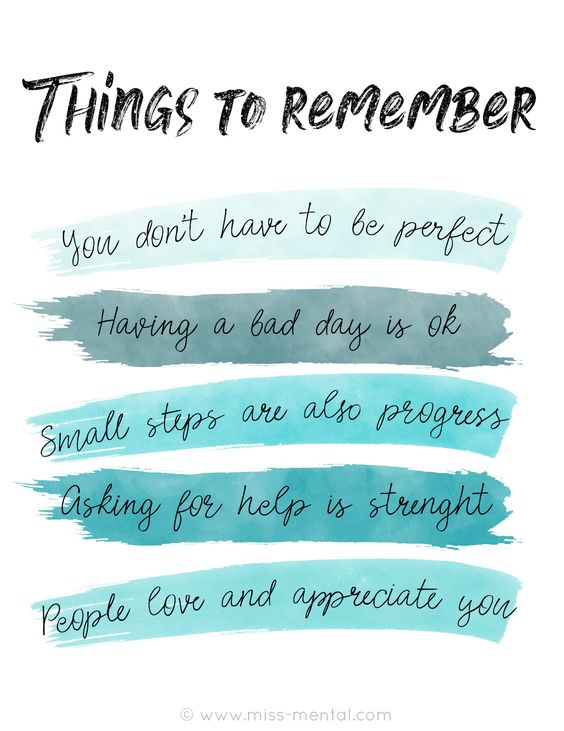 Things to remember
You don't have to be perfect
Having a bad day is ok
Small steps are also progress
Asking for help is strenght
People love and appreciate you
© www.miss-mental.com